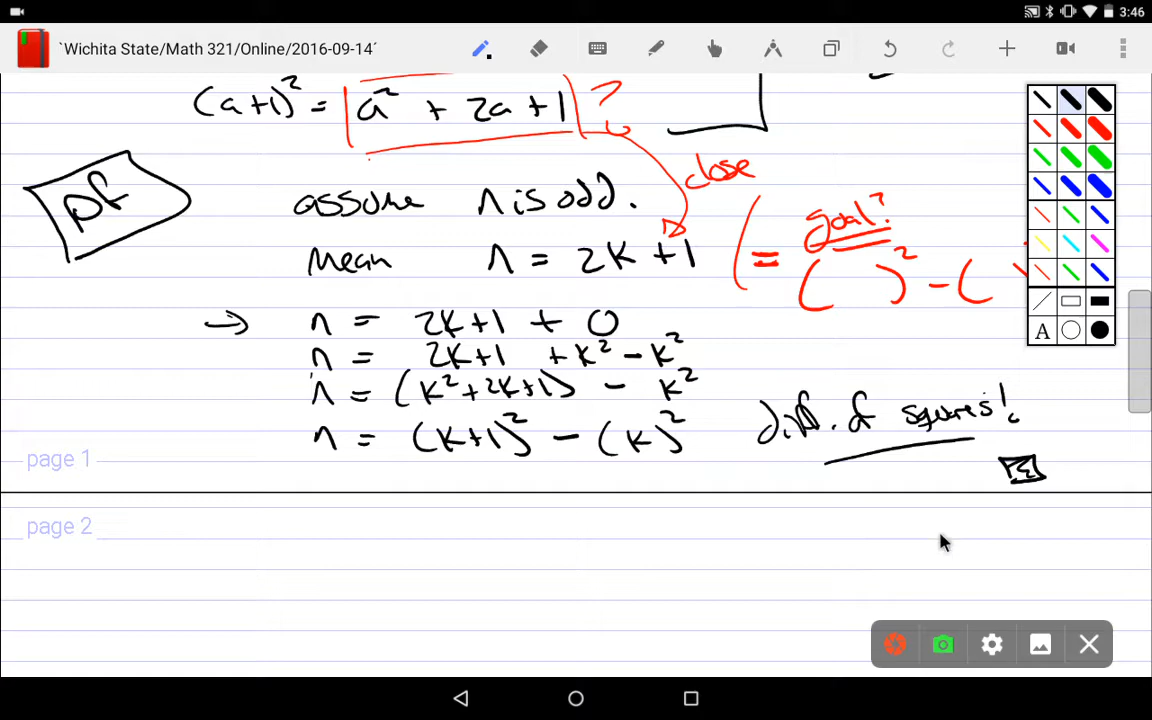 3:46
`Wichita State/Math 321/Online/2016-09-14´
(a+1)² = a² + 2a + 1 ?
close
pf
assume n is odd.
goal?
mean n = 2k + 1
= ( )² - (
→ n = 2k+1 + 0
n = 2k+1 + k² - k²
n = (k²+2k+1) - k²
diff. of squares!
n = (k+1)² - (k)²
page 1
page 2
A